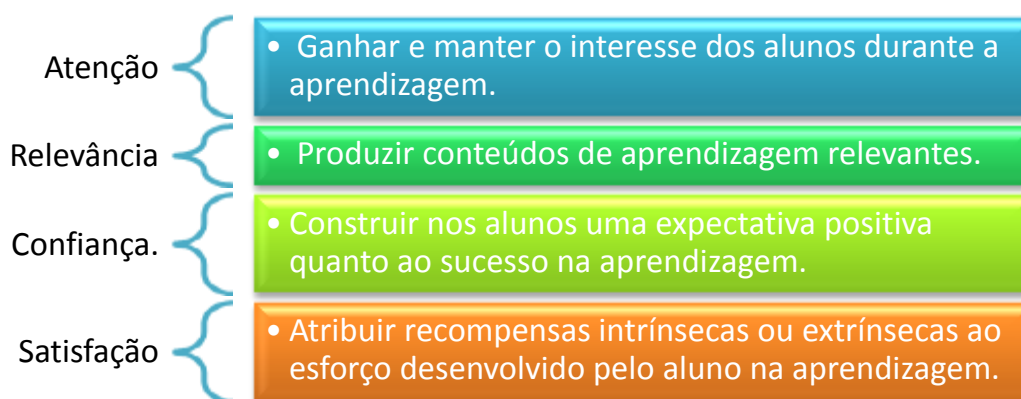 Atenção
• Ganhar e manter o interesse dos alunos durante a
aprendizagem.
Relevância
• Produzir conteúdos de aprendizagem relevantes.
Confiança.
• Construir nos alunos uma expectativa positiva
quanto ao sucesso na aprendizagem.
Satisfação
• Atribuir recompensas intrínsecas ou extrínsecas ao
esforço desenvolvido pelo aluno na aprendizagem.